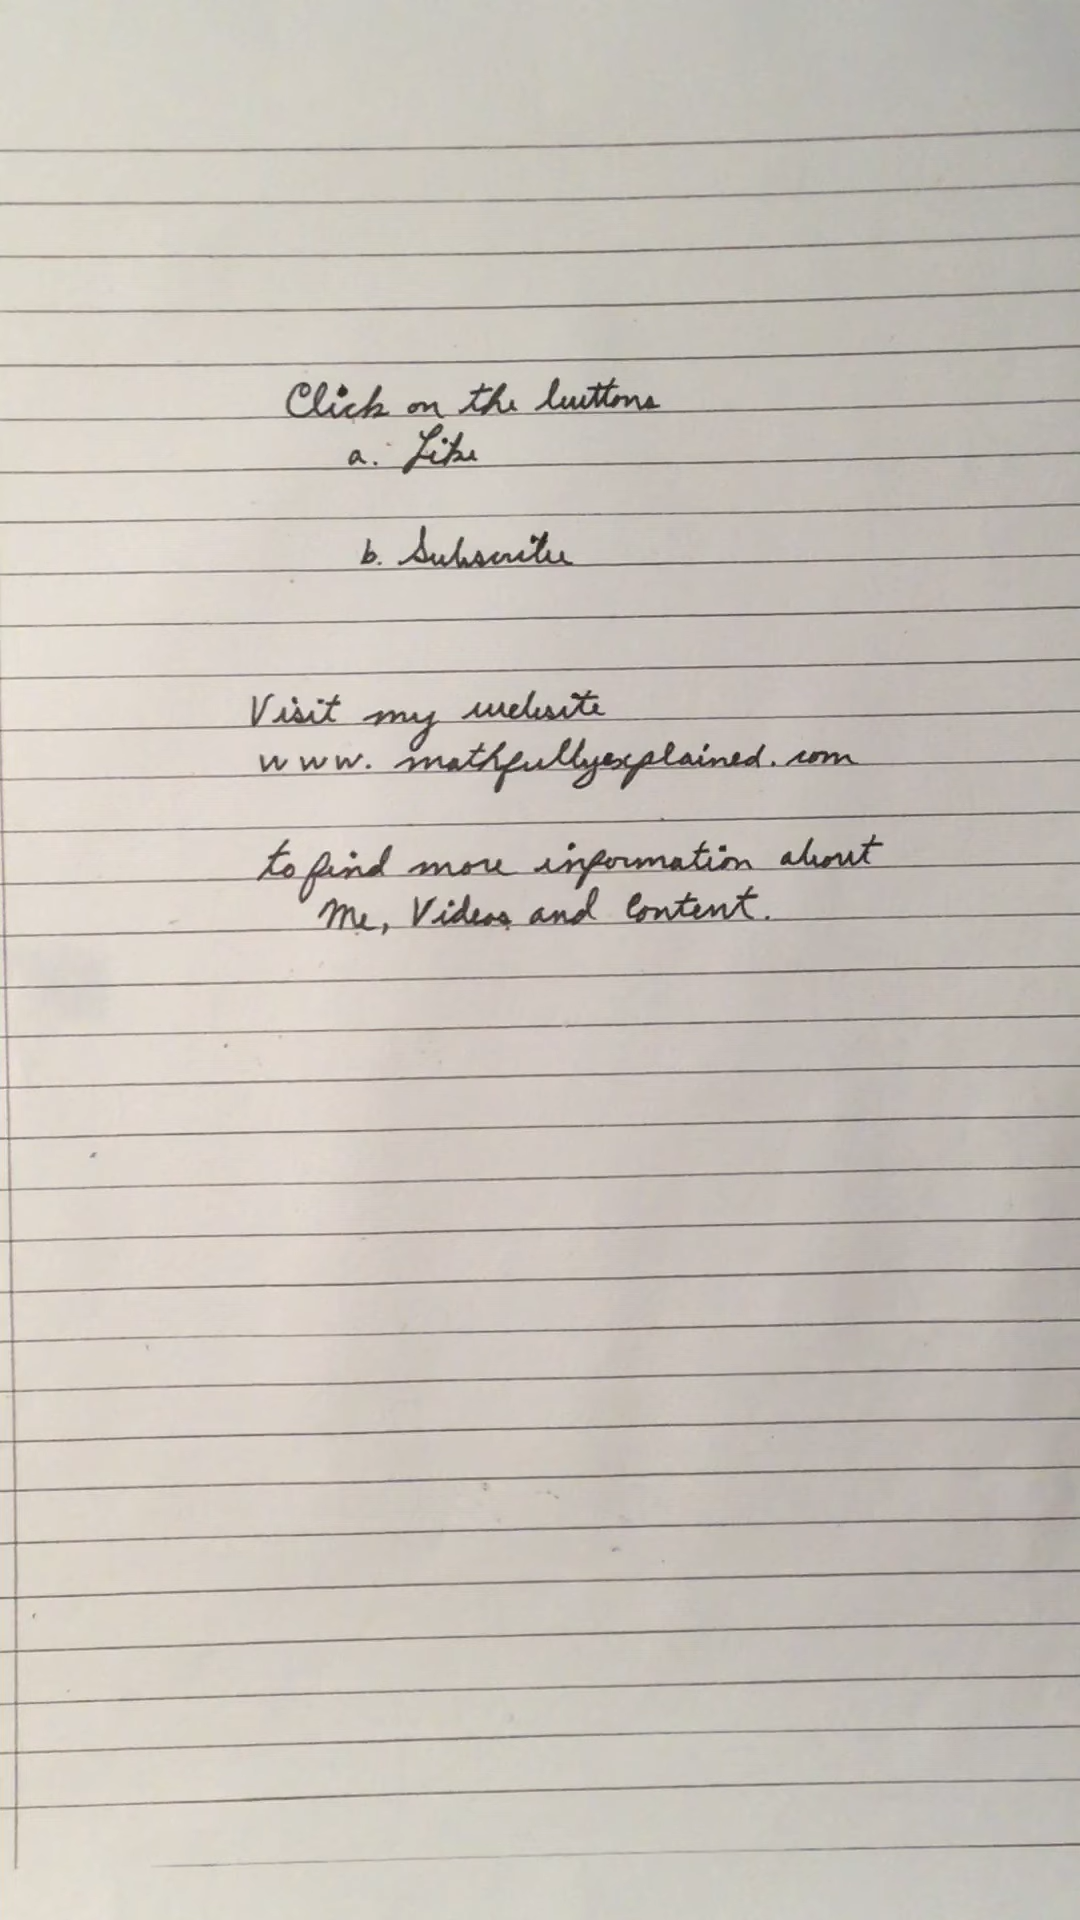 Click on the buttons
a. Like
b. Subscribe
Visit my website
www.mathfullyexplained.com
to find more information about
Me, Videos and Content.